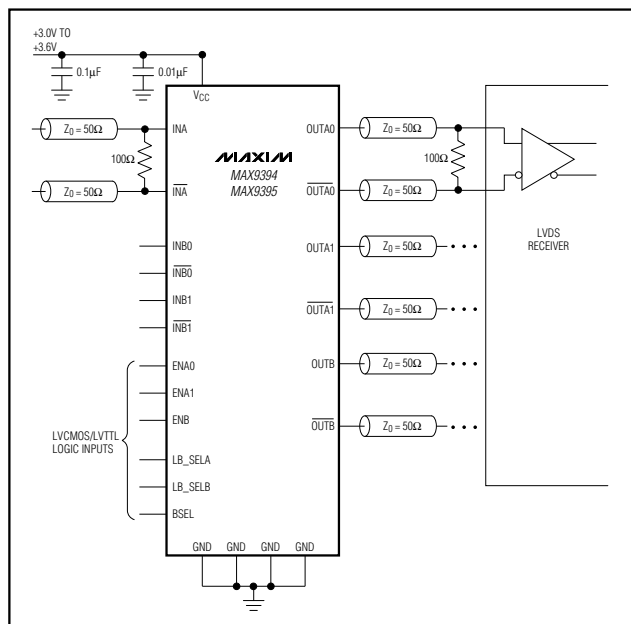 +3.0V TO
+3.6V
0.1µF
0.01µF
VCC
Z0 = 50Ω
INA
100Ω
Z0 = 50Ω
INA
MAXIM
MAX9394
MAX9395
OUTA0
Z0 = 50Ω
100Ω
OUTA0
Z0 = 50Ω
LVDS
RECEIVER
INB0
INB0
INB1
INB1
OUTA1
Z0 = 50Ω
• • •
OUTA1
Z0 = 50Ω
• • •
OUTB
Z0 = 50Ω
• • •
OUTB
Z0 = 50Ω
• • •
LVCMOS/LVTTL
LOGIC INPUTS
ENA0
ENA1
ENB
LB_SELA
LB_SELB
BSEL
GND GND GND GND